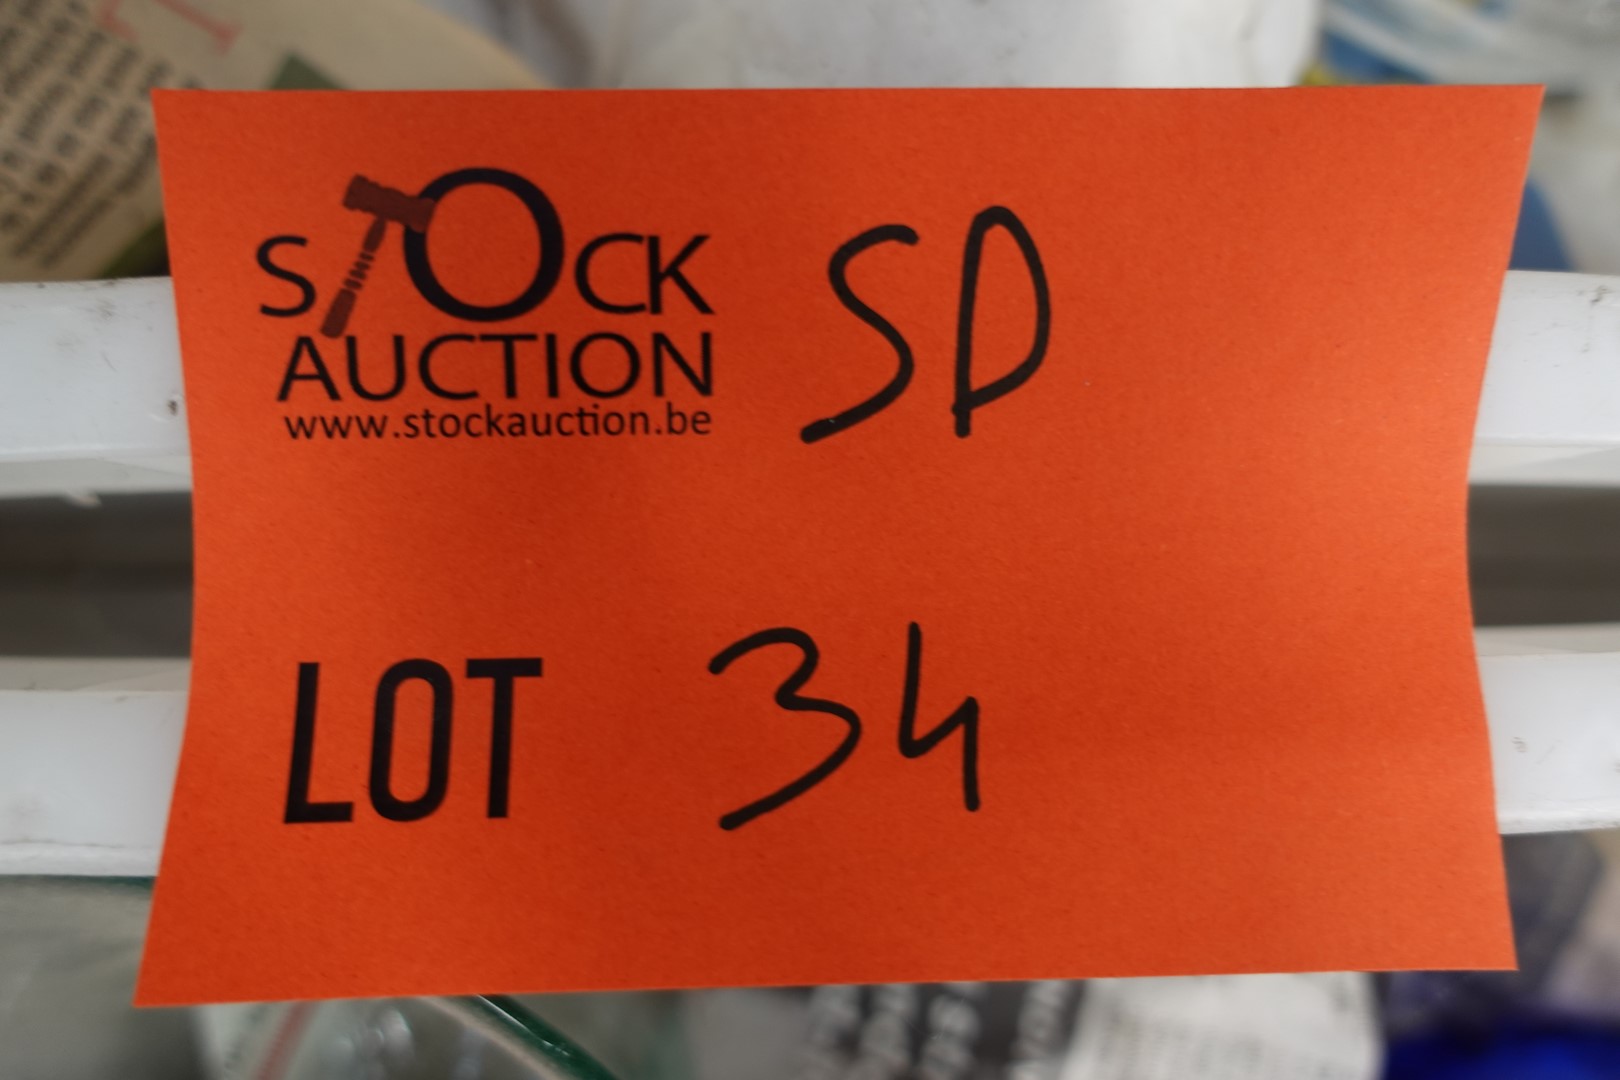 STOCK SD
AUCTION
www.stockauction.be
LOT 34